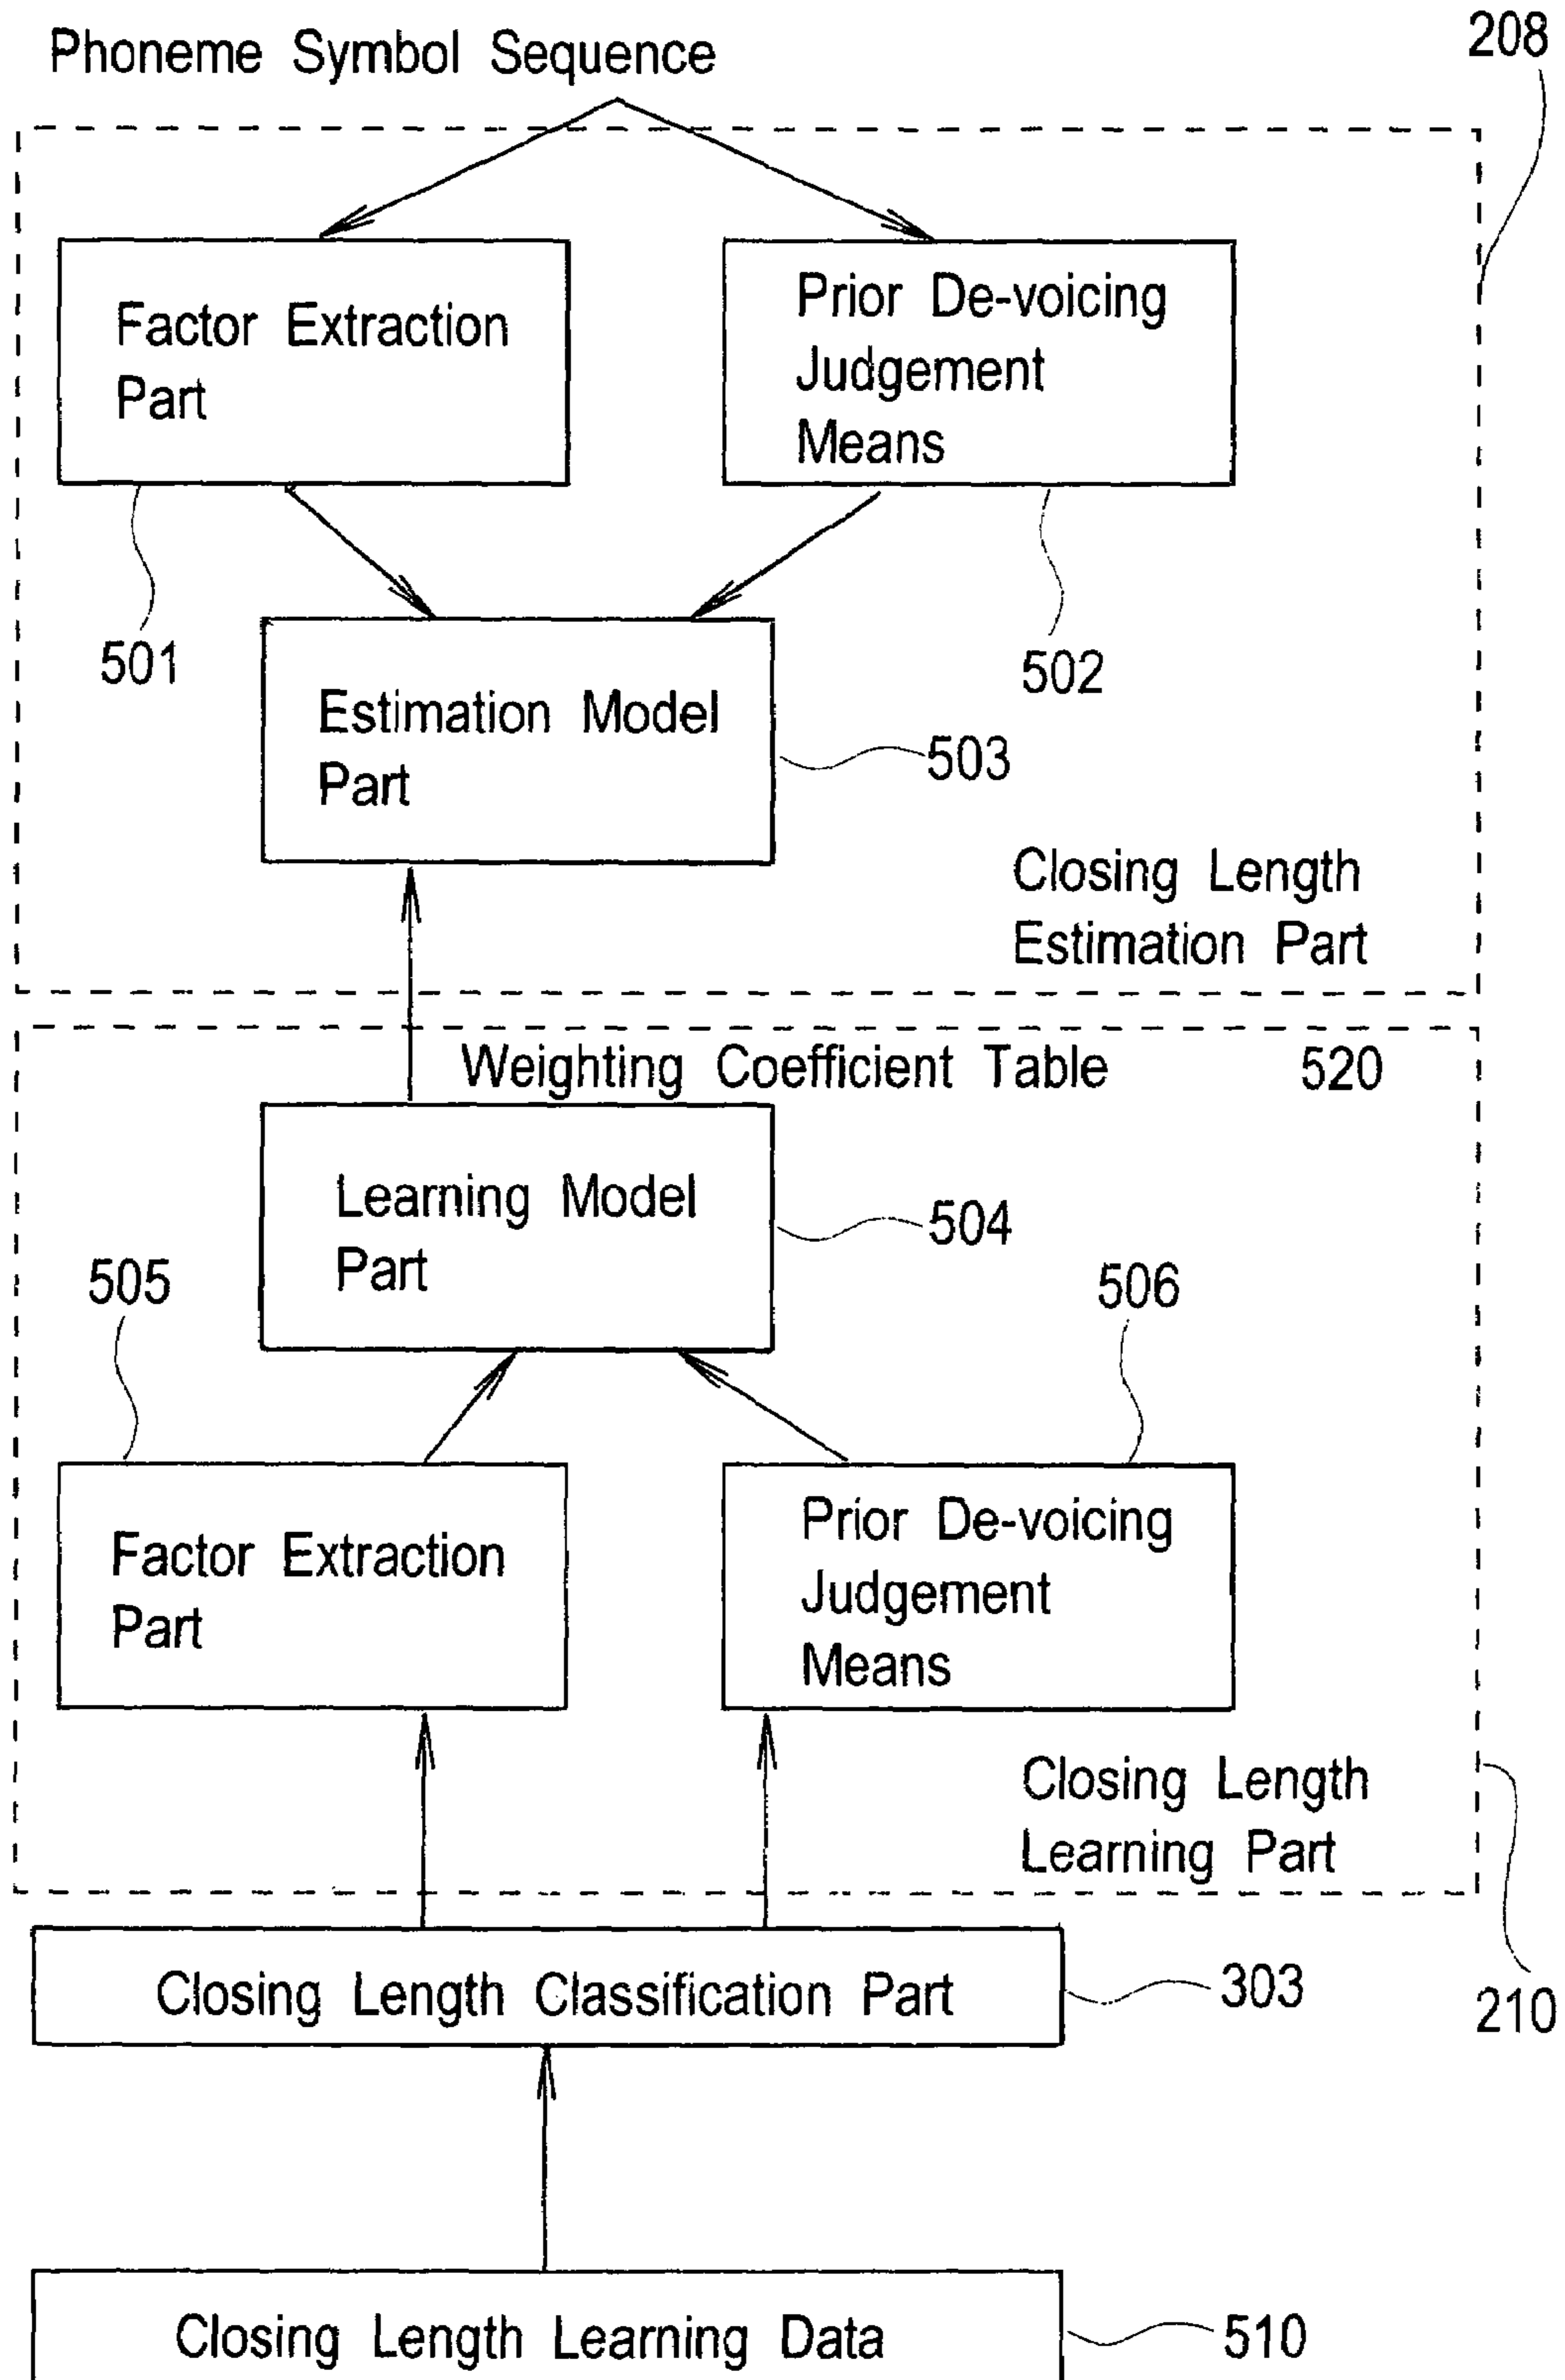 Phoneme Symbol Sequence
208
Factor Extraction
Part
Prior De-voicing
Judgement
Means
501
502
Estimation Model
Part
503
Closing Length
Estimation Part
Weighting Coefficient Table 520
Learning Model
Part
504
505
506
Factor Extraction
Part
Prior De-voicing
Judgement
Means
Closing Length
Learning Part
Closing Length Classification Part
303
210
Closing Length Learning Data
510